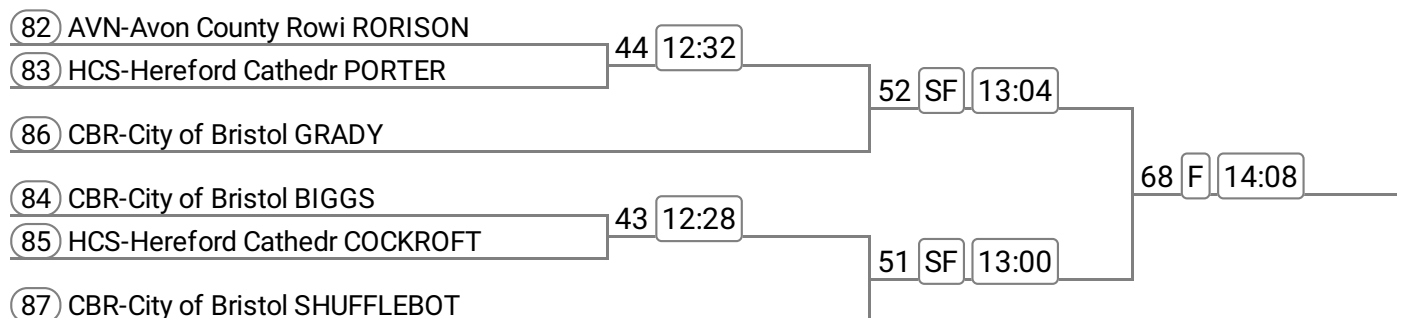 82 AVN-Avon County Rowi RORISON
44 12:32
83 HCS-Hereford Cathedr PORTER
52 SF 13:04
86 CBR-City of Bristol GRADY
68 F 14:08
84 CBR-City of Bristol BIGGS
43 12:28
85 HCS-Hereford Cathedr COCKROFT
51 SF 13:00
87 CBR-City of Bristol SHUFFLEBOT